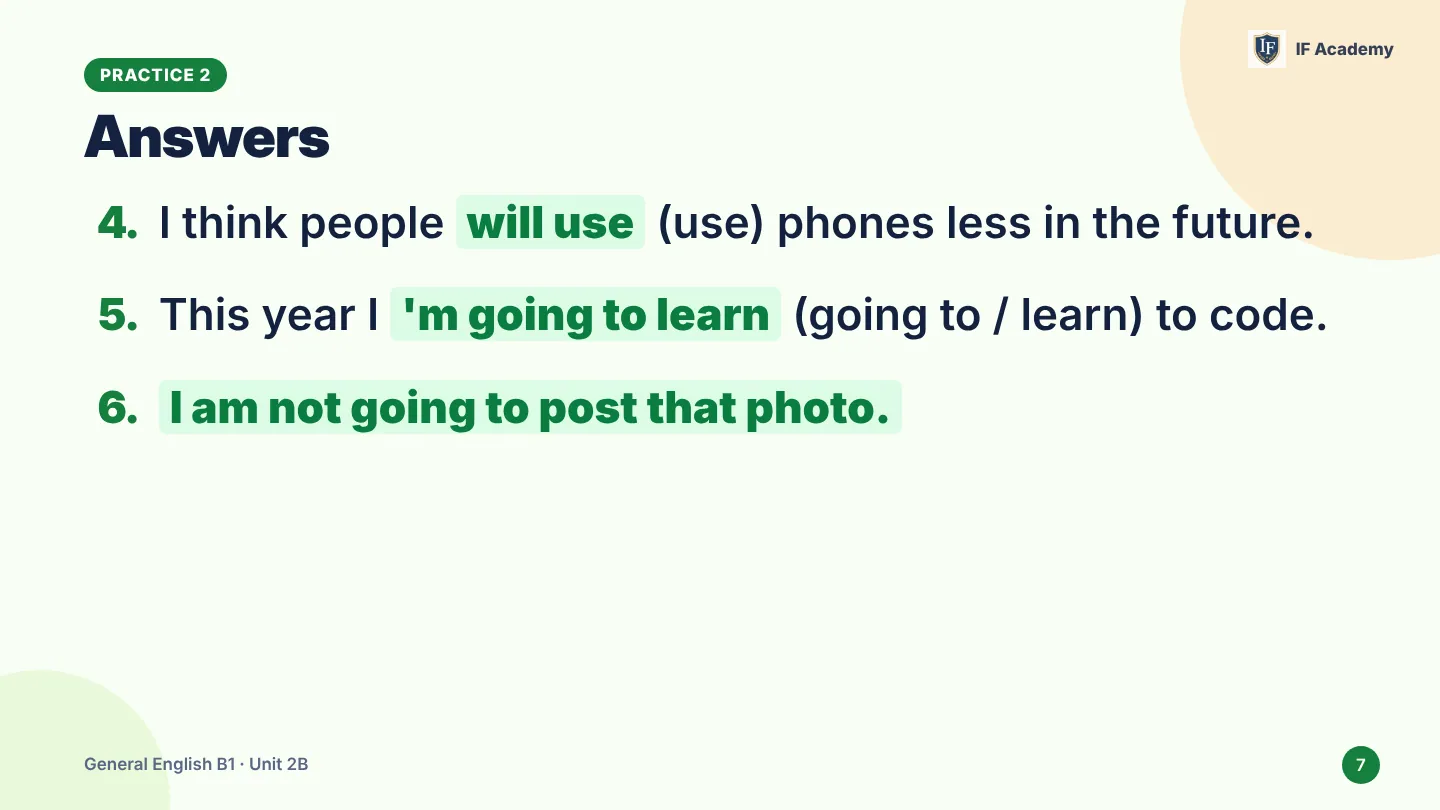 IF Academy
PRACTICE 2
Answers
4. I think people will use (use) phones less in the future.
5. This year I 'm going to learn (going to / learn) to code.
6. I am not going to post that photo.
General English B1 · Unit 2B
7